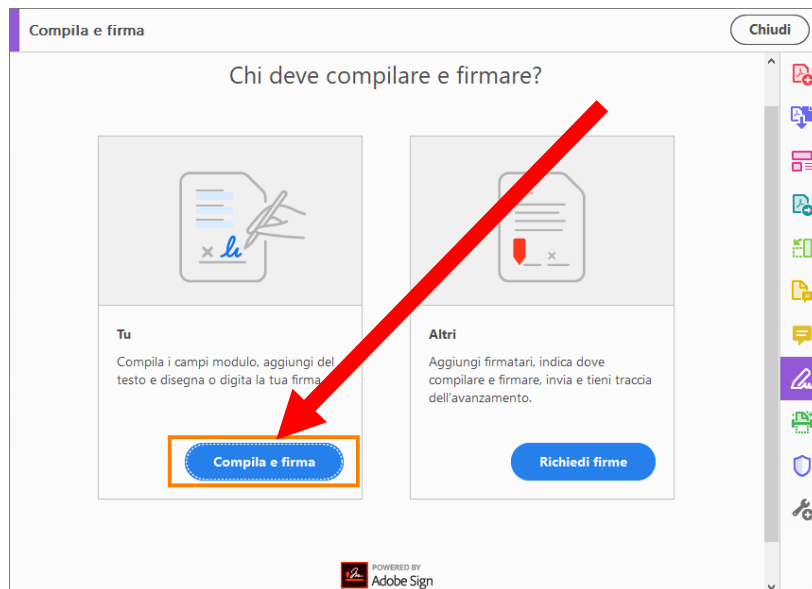 Compila e firma
Chiudi
Chi deve compilare e firmare?
Tu
Compila i campi modulo, aggiungi del
testo e disegna o digita la tua firma.
Compila e firma
Altri
Aggiungi firmatari, indica dove
compilare e firmare, invia e tieni traccia
dell'avanzamento.
Richiedi firme
POWERED BY
Adobe Sign